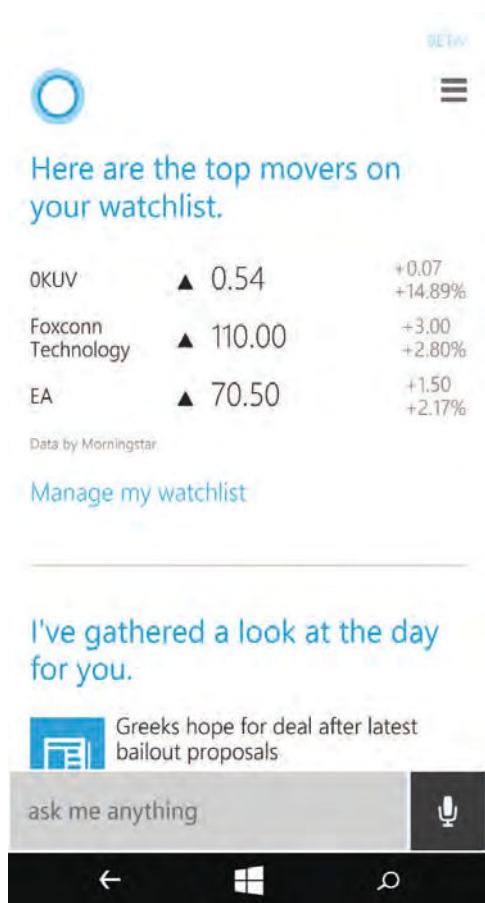 BETA
Here are the top movers on
your watchlist.
0KUV ▲ 0.54 +0.07
+14.89%
Foxconn
Technology ▲ 110.00 +3.00
+2.80%
EA ▲ 70.50 +1.50
+2.17%
Data by Morningstar
Manage my watchlist
I've gathered a look at the day
for you.
Greeks hope for deal after latest
bailout proposals
ask me anything